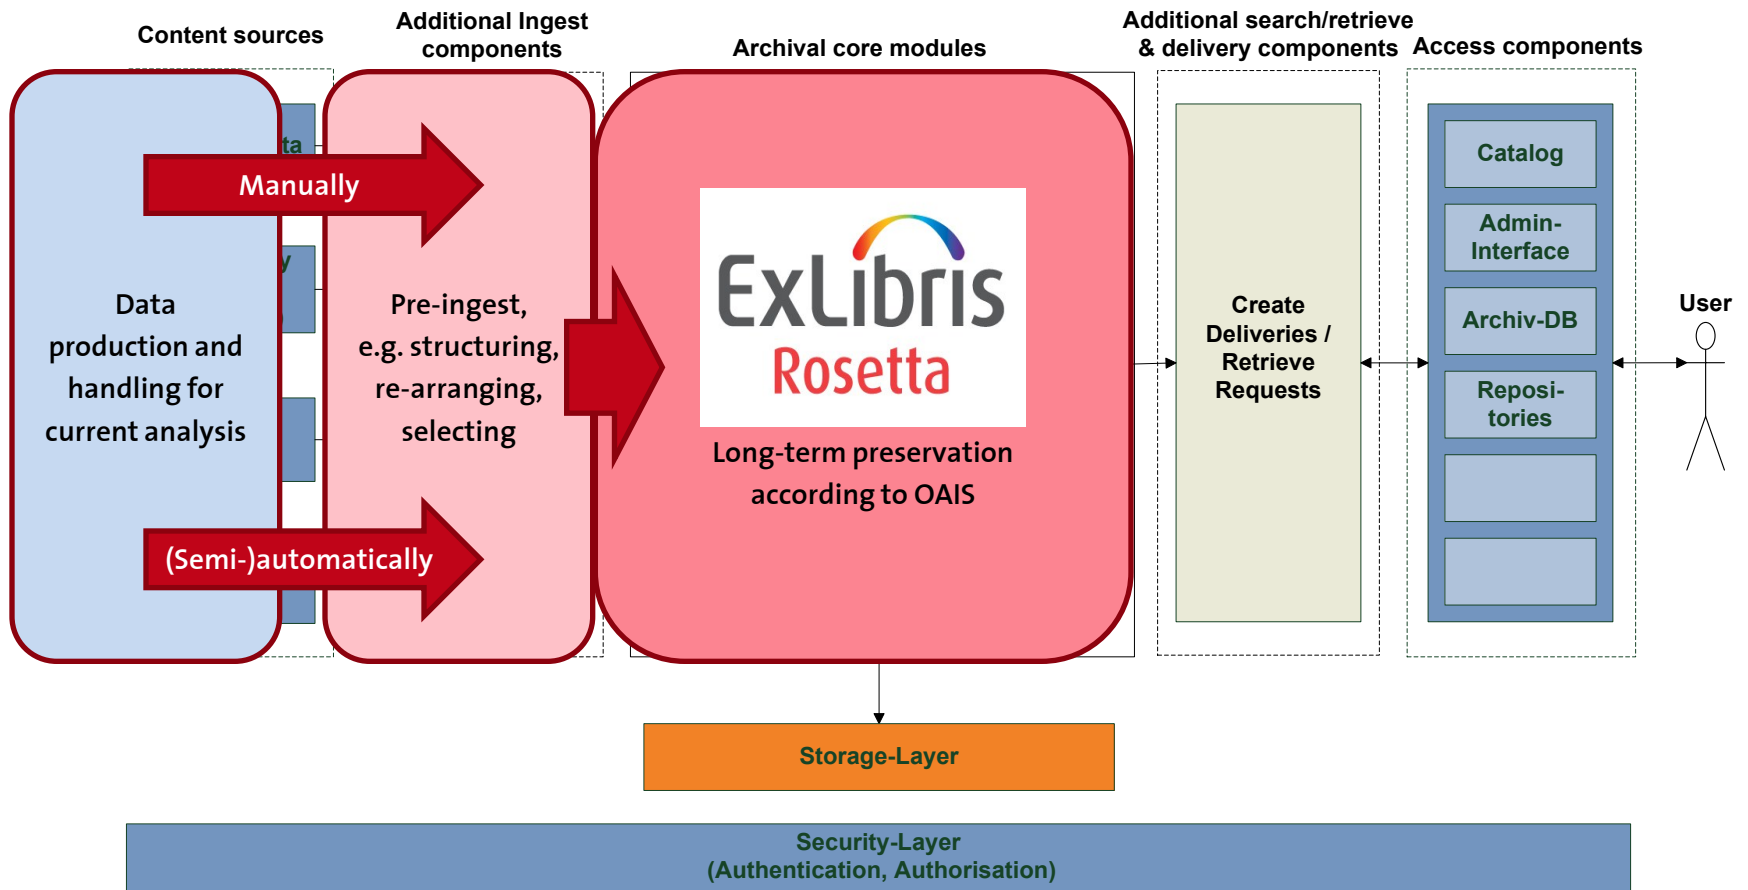 Content sources
Additional Ingest
components
Archival core modules
Additional search/retrieve
& delivery components
Access components
Manually
Data
production and
handling for
current analysis
(Semi-)automatically
Pre-ingest,
e.g. structuring,
re-arranging,
selecting
ExLibris
Rosetta
Long-term preservation
according to OAIS
Create
Deliveries /
Retrieve
Requests
Catalog
Admin-
Interface
Archiv-DB
Reposi-
tories
User
Storage-Layer
Security-Layer
(Authentication, Authorisation)